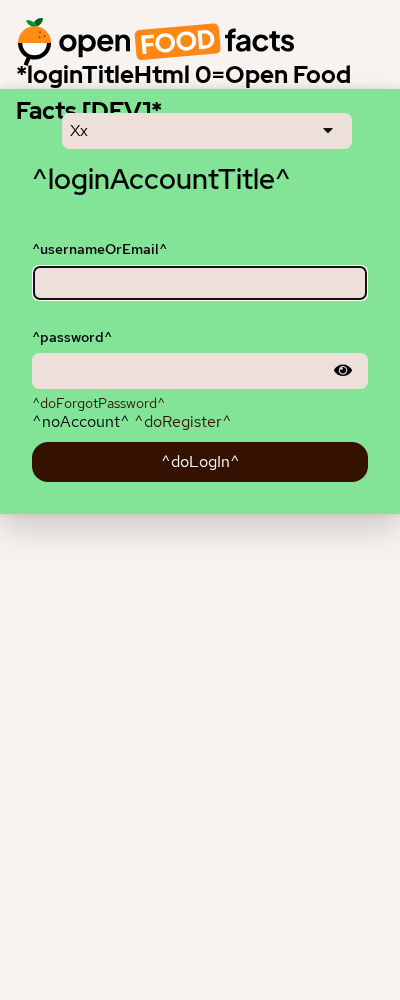 open FOOD facts
*loginTitleHtml 0=Open Food
Facts [DEV]*
Xx
^loginAccountTitle^
^usernameOrEmail^
^password^
^doForgotPassword^
^noAccount^ ^doRegister^
^doLogIn^